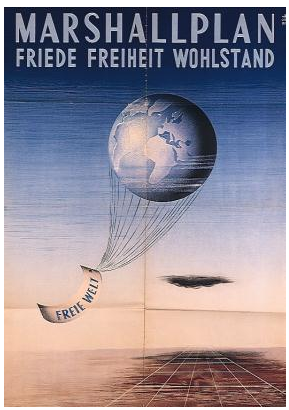 MARSHALLPLAN
FRIEDE FREIHEIT WOHLSTAND
FREIE WELT